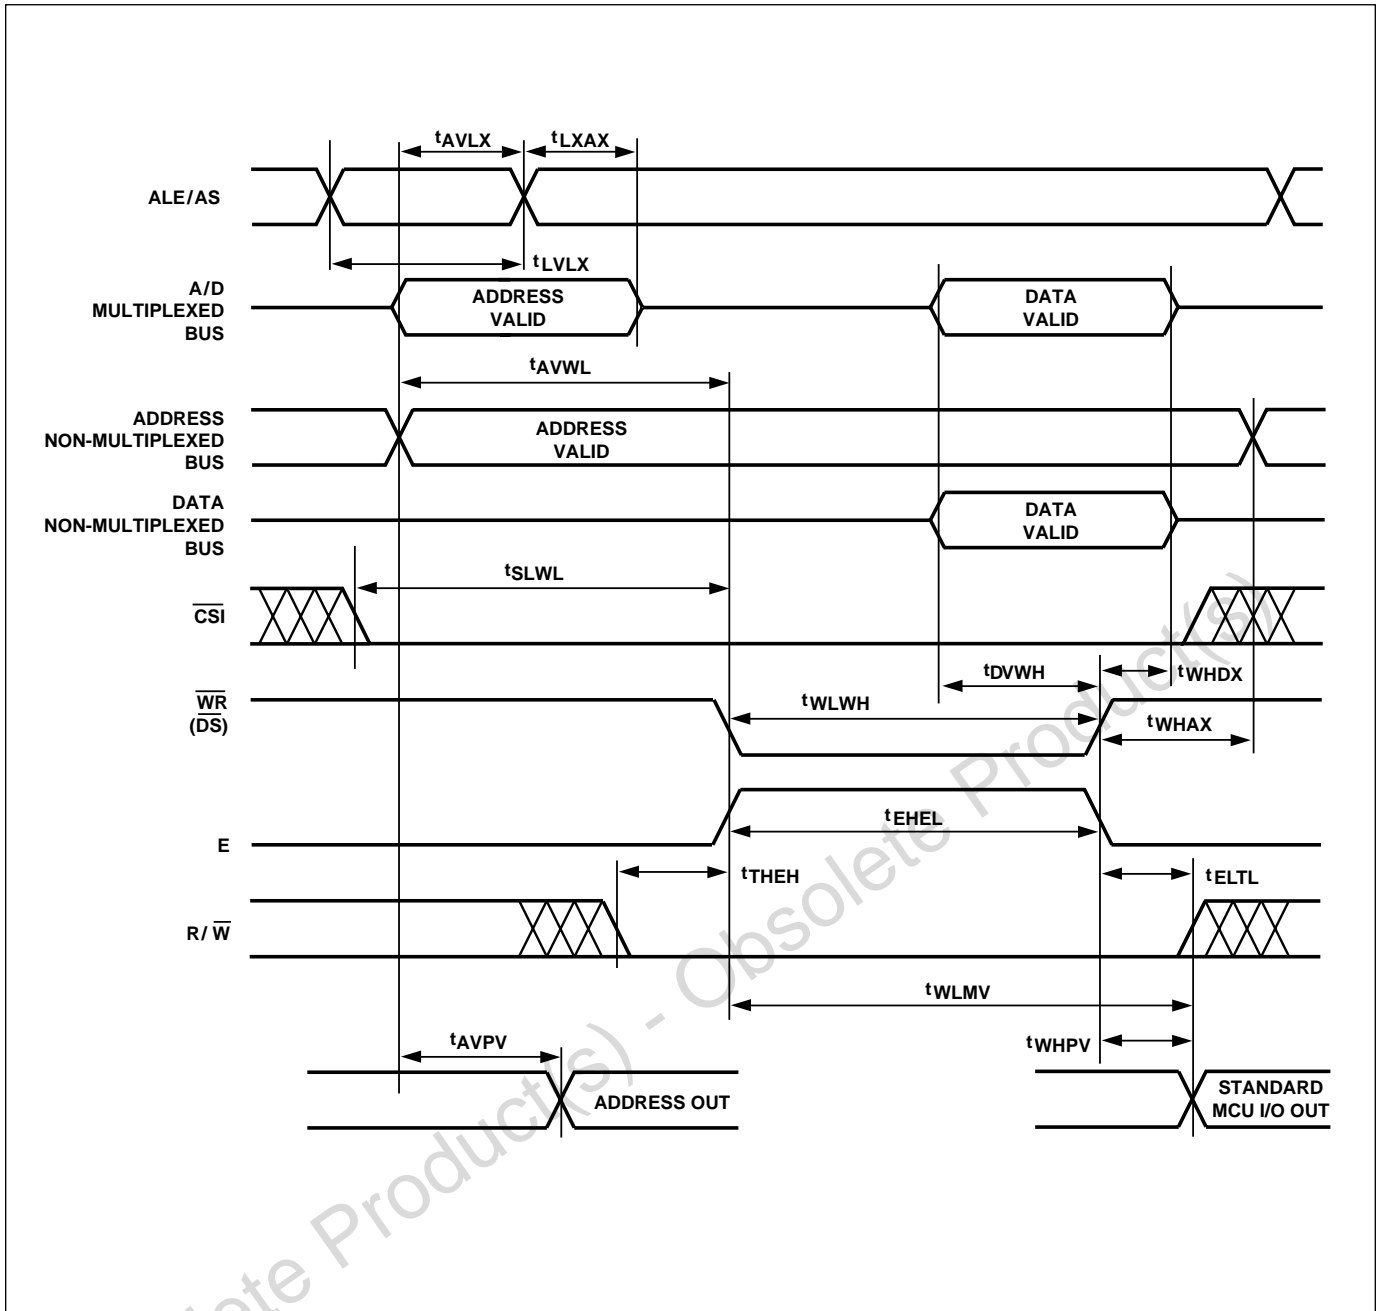 tAVLX tLXAX
ALE/AS
tLVLX
A/D
MULTIPLEXED
BUS
ADDRESS
VALID
DATA
VALID
tAVWL
ADDRESS
NON-MULTIPLEXED
BUS
ADDRESS
VALID
DATA
NON-MULTIPLEXED
BUS
DATA
VALID
tSLWL
CSI
tDVWH tWHDX
WR
(DS)
tWLWH
tWHAX
tEHEL
E
tTHEH
tELTL
R/ W
tWLMV
tAVPV
tWHPV
ADDRESS OUT
STANDARD
MCU I/O OUT
lete Product(s) - Obsolete Product(s)